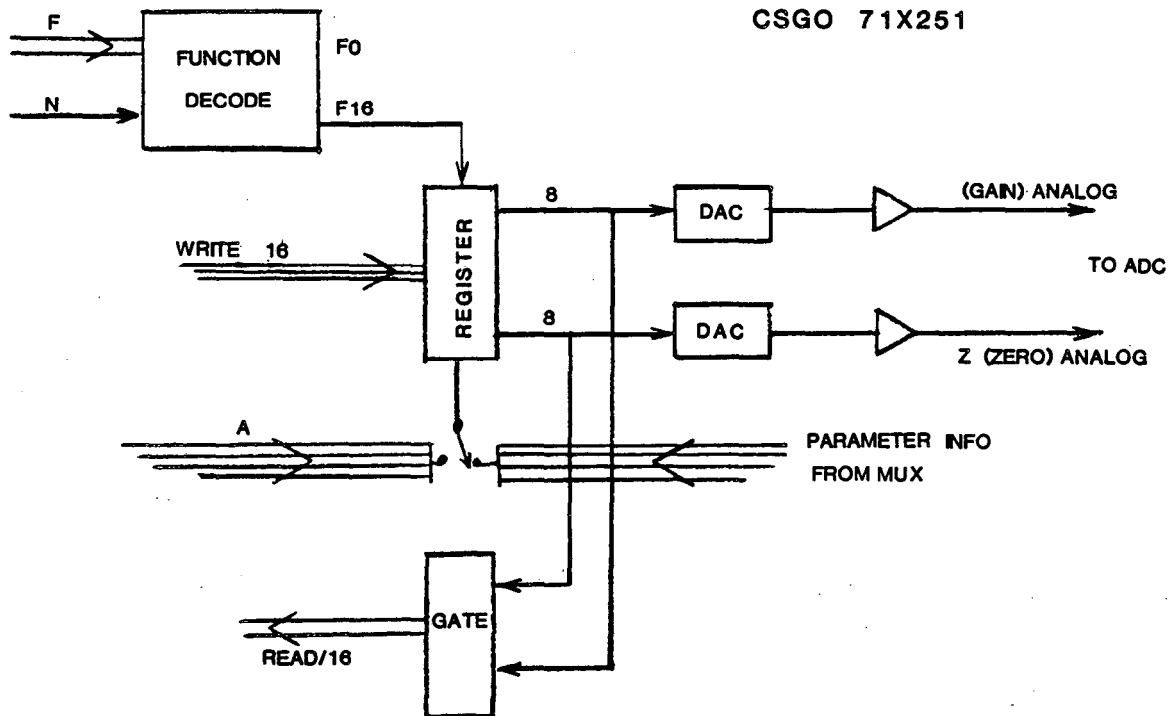 CSGO 71X251
F
FUNCTION
DECODE
N
F0
F16
REGISTER
WRITE 16
8
8
DAC
DAC
(GAIN) ANALOG
TO ADC
Z (ZERO) ANALOG
A
PARAMETER INFO
FROM MUX
GATE
READ/16